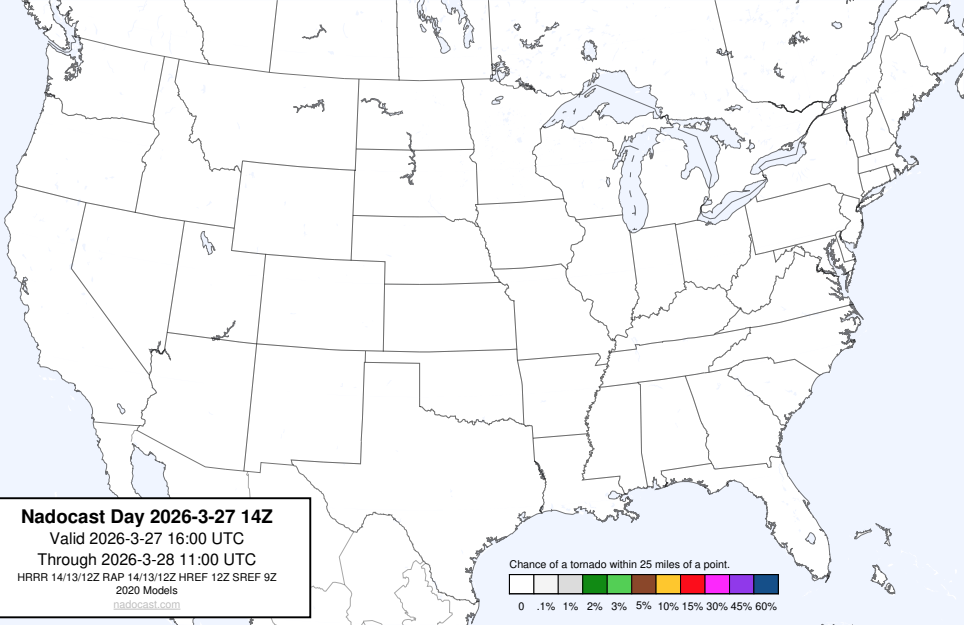 Nadocast Day 2026-3-27 14Z
Valid 2026-3-27 16:00 UTC
Through 2026-3-28 11:00 UTC
HRRR 14/13/12Z RAP 14/13/12Z HREF 12Z SREF 9Z
2020 Models
nadocast.com
Chance of a tornado within 25 miles of a point.
0 .1% 1% 2% 3% 5% 10% 15% 30% 45% 60%